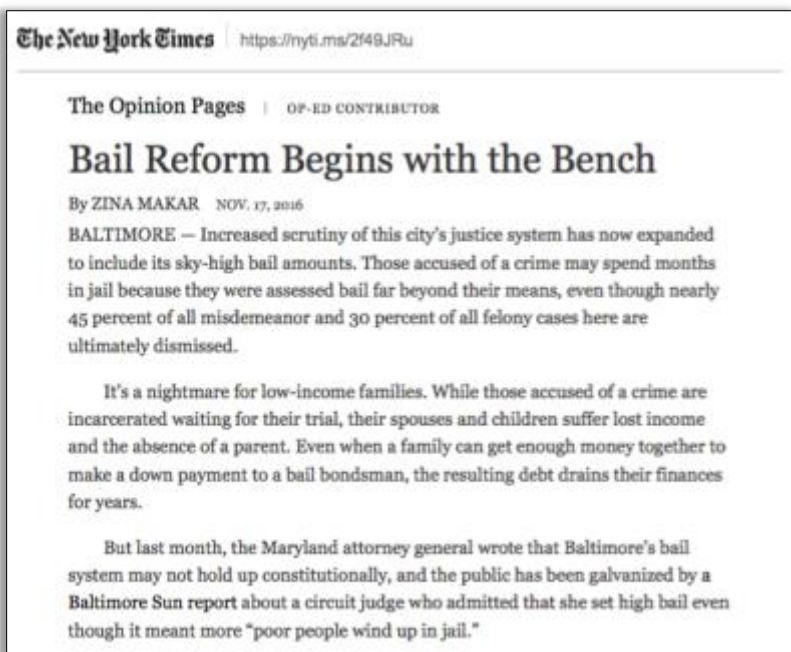 The New York Times | https://nyti.ms/2f49JRu
The Opinion Pages | OP-ED CONTRIBUTOR
Bail Reform Begins with the Bench
By ZINA MAKAR NOV. 17, 2016
BALTIMORE — Increased scrutiny of this city's justice system has now expanded
to include its sky-high bail amounts. Those accused of a crime may spend months
in jail because they were assessed bail far beyond their means, even though nearly
45 percent of all misdemeanor and 30 percent of all felony cases here are
ultimately dismissed.
It's a nightmare for low-income families. While those accused of a crime are
incarcerated waiting for their trial, their spouses and children suffer lost income
and the absence of a parent. Even when a family can get enough money together to
make a down payment to a bail bondsman, the resulting debt drains their finances
for years.
But last month, the Maryland attorney general wrote that Baltimore's bail
system may not hold up constitutionally, and the public has been galvanized by a
Baltimore Sun report about a circuit judge who admitted that she set high bail even
though it meant more "poor people wind up in jail."